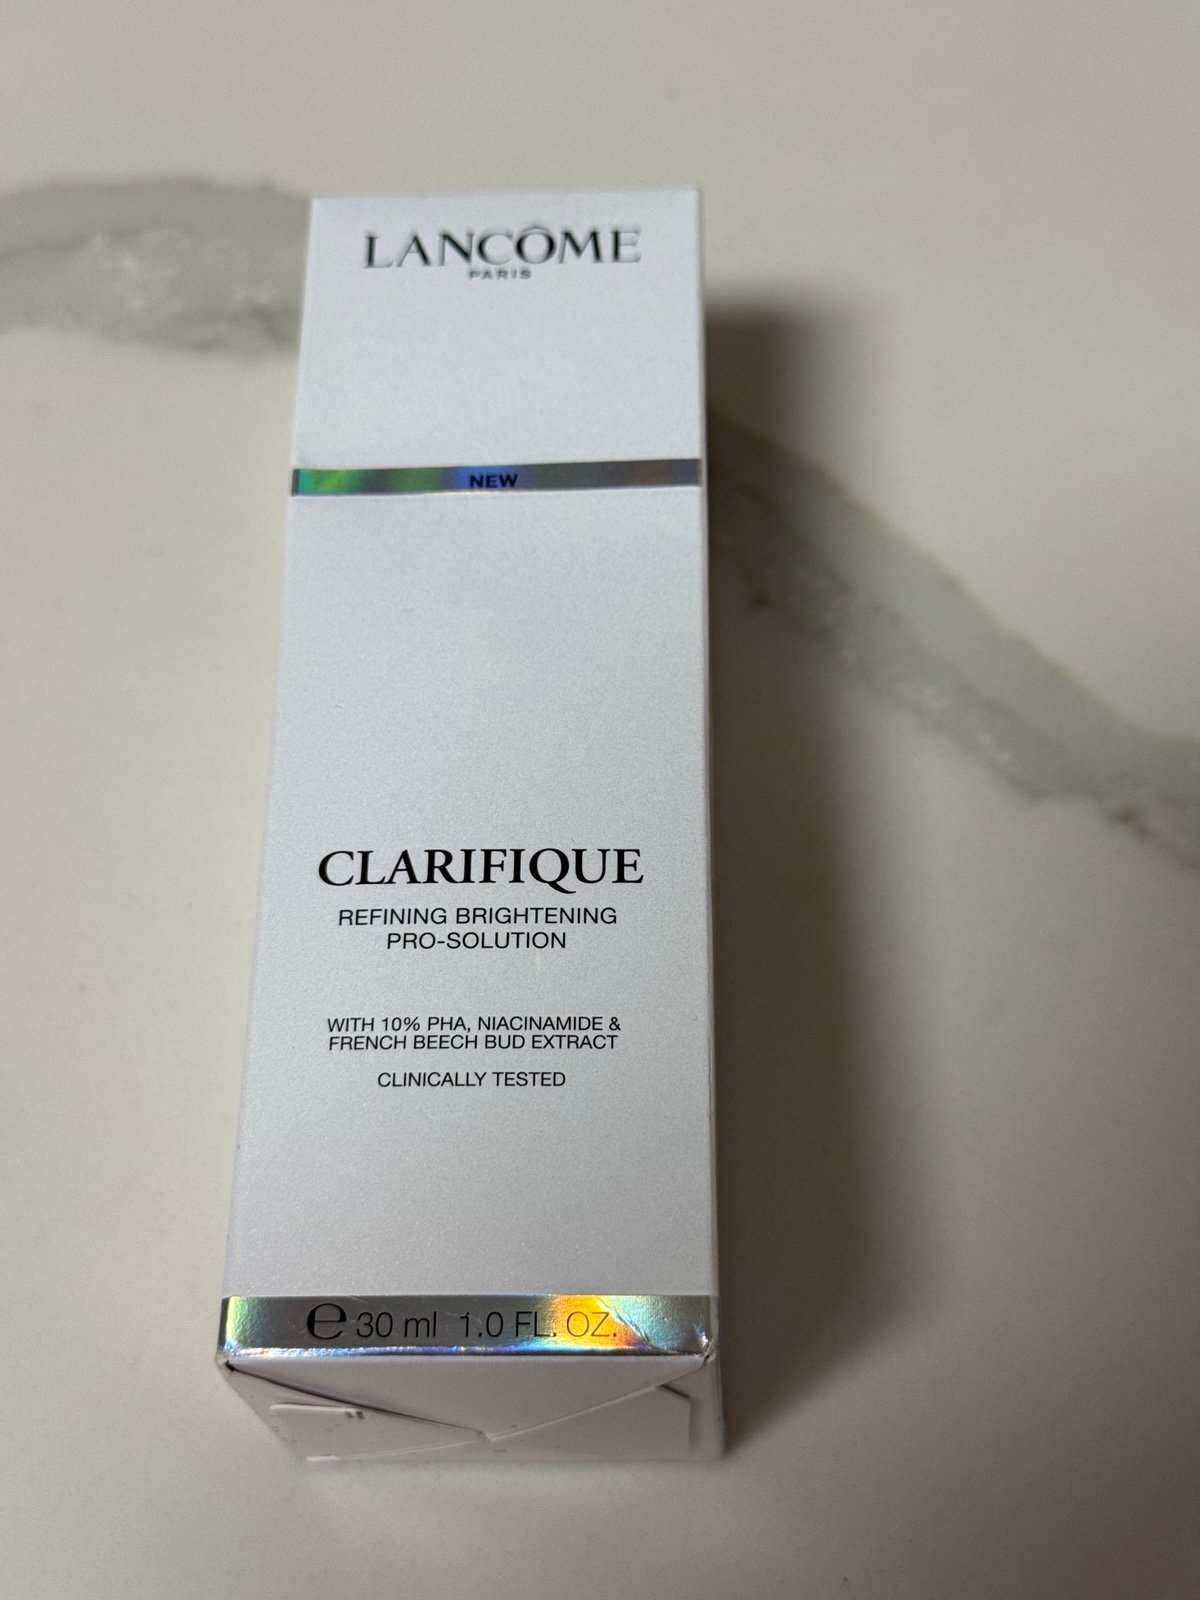 LANCÔME
PARIS
NEW
CLARIFIQUE
REFINING BRIGHTENING
PRO-SOLUTION
WITH 10% PHA, NIACINAMIDE &
FRENCH BEECH BUD EXTRACT
CLINICALLY TESTED
℮ 30 ml 1.0 FL. OZ.